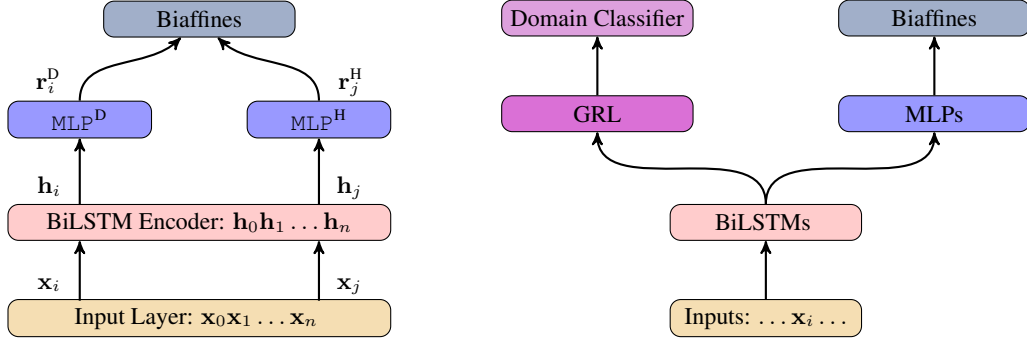 Biaffines
r_i^D r_j^H
MLP^D MLP^H
h_i h_j
BiLSTM Encoder: h_0h_1 ... h_n
x_i x_j
Input Layer: x_0x_1 ... x_n
Domain Classifier Biaffines
GRL MLPs
BiLSTMs
Inputs: ... x_i ...